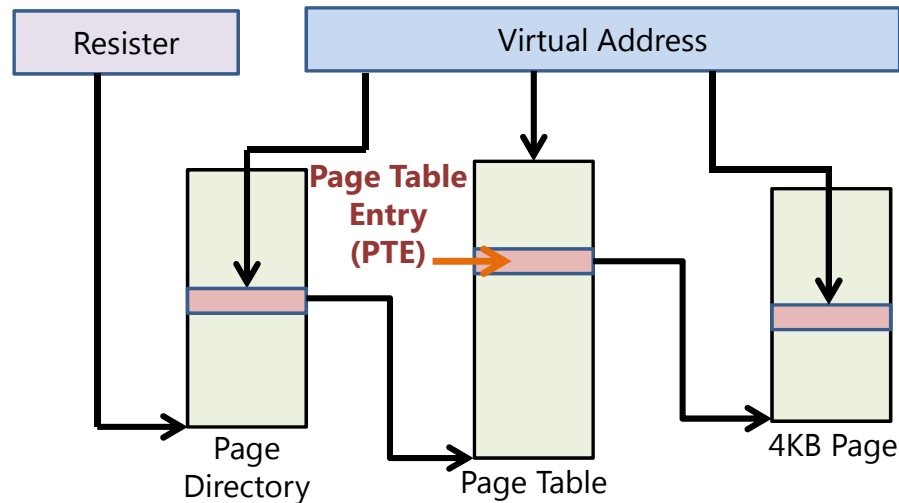 Resister
Virtual Address
Page Table
Entry
(PTE)
Page
Directory
Page Table
4KB Page